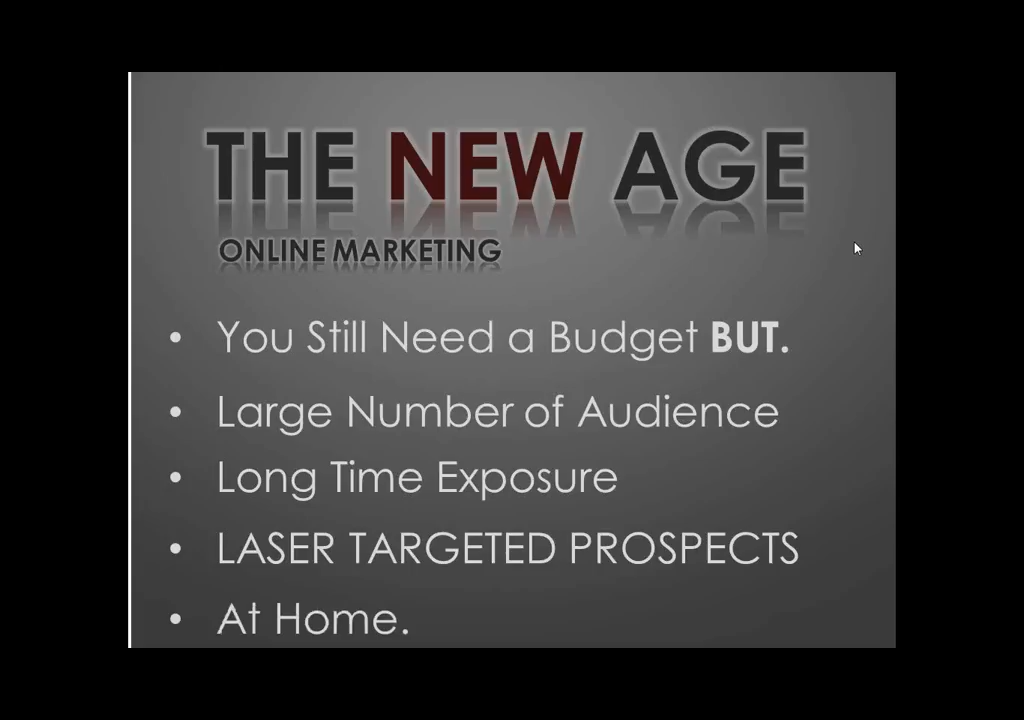 THE NEW AGE
ONLINE MARKETING
• You Still Need a Budget BUT.
• Large Number of Audience
• Long Time Exposure
• LASER TARGETED PROSPECTS
• At Home.